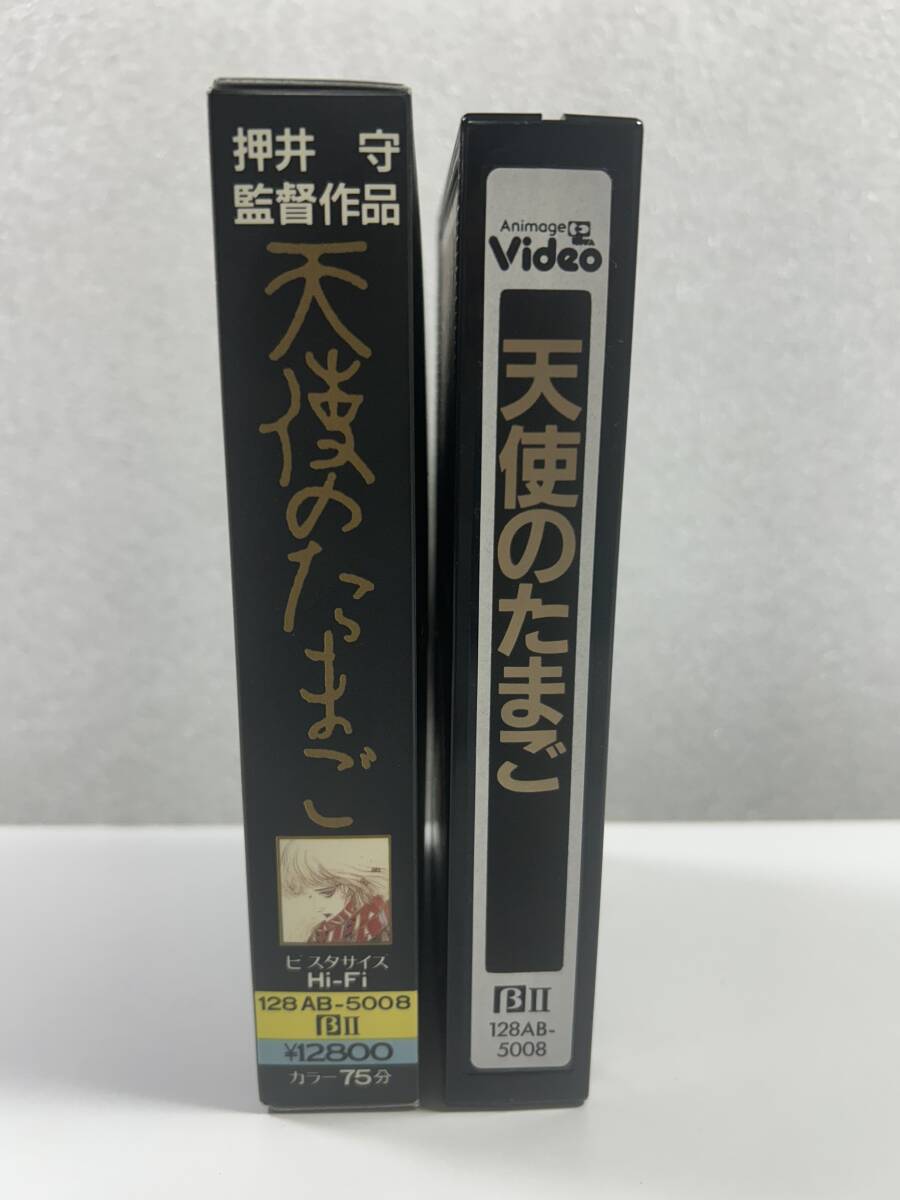 押井 守
監督作品
天使のたまご
ビスタサイズ
Hi-Fi
128AB-5008
βII
¥12800
カラー75分
Animage
Video
天使のたまご
βII
128AB-
5008